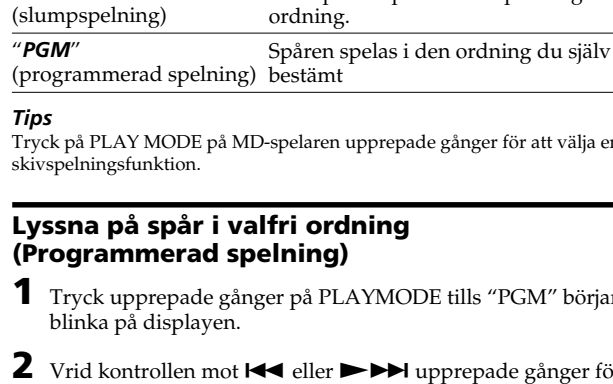 (slumpspelning) ordning.
“PGM” Spåren spelas i den ordning du själv
(programmerad spelning) bestämt
Tips
Tryck på PLAY MODE på MD-spelaren upprepade gånger för att välja en
skivspelningsfunktion.
Lyssna på spår i valfri ordning
(Programmerad spelning)
1 Tryck upprepade gånger på PLAYMODE tills “PGM” börjar
blinka på displayen.
2 Vrid kontrollen mot ⏮ eller ▶⏭ upprepade gånger